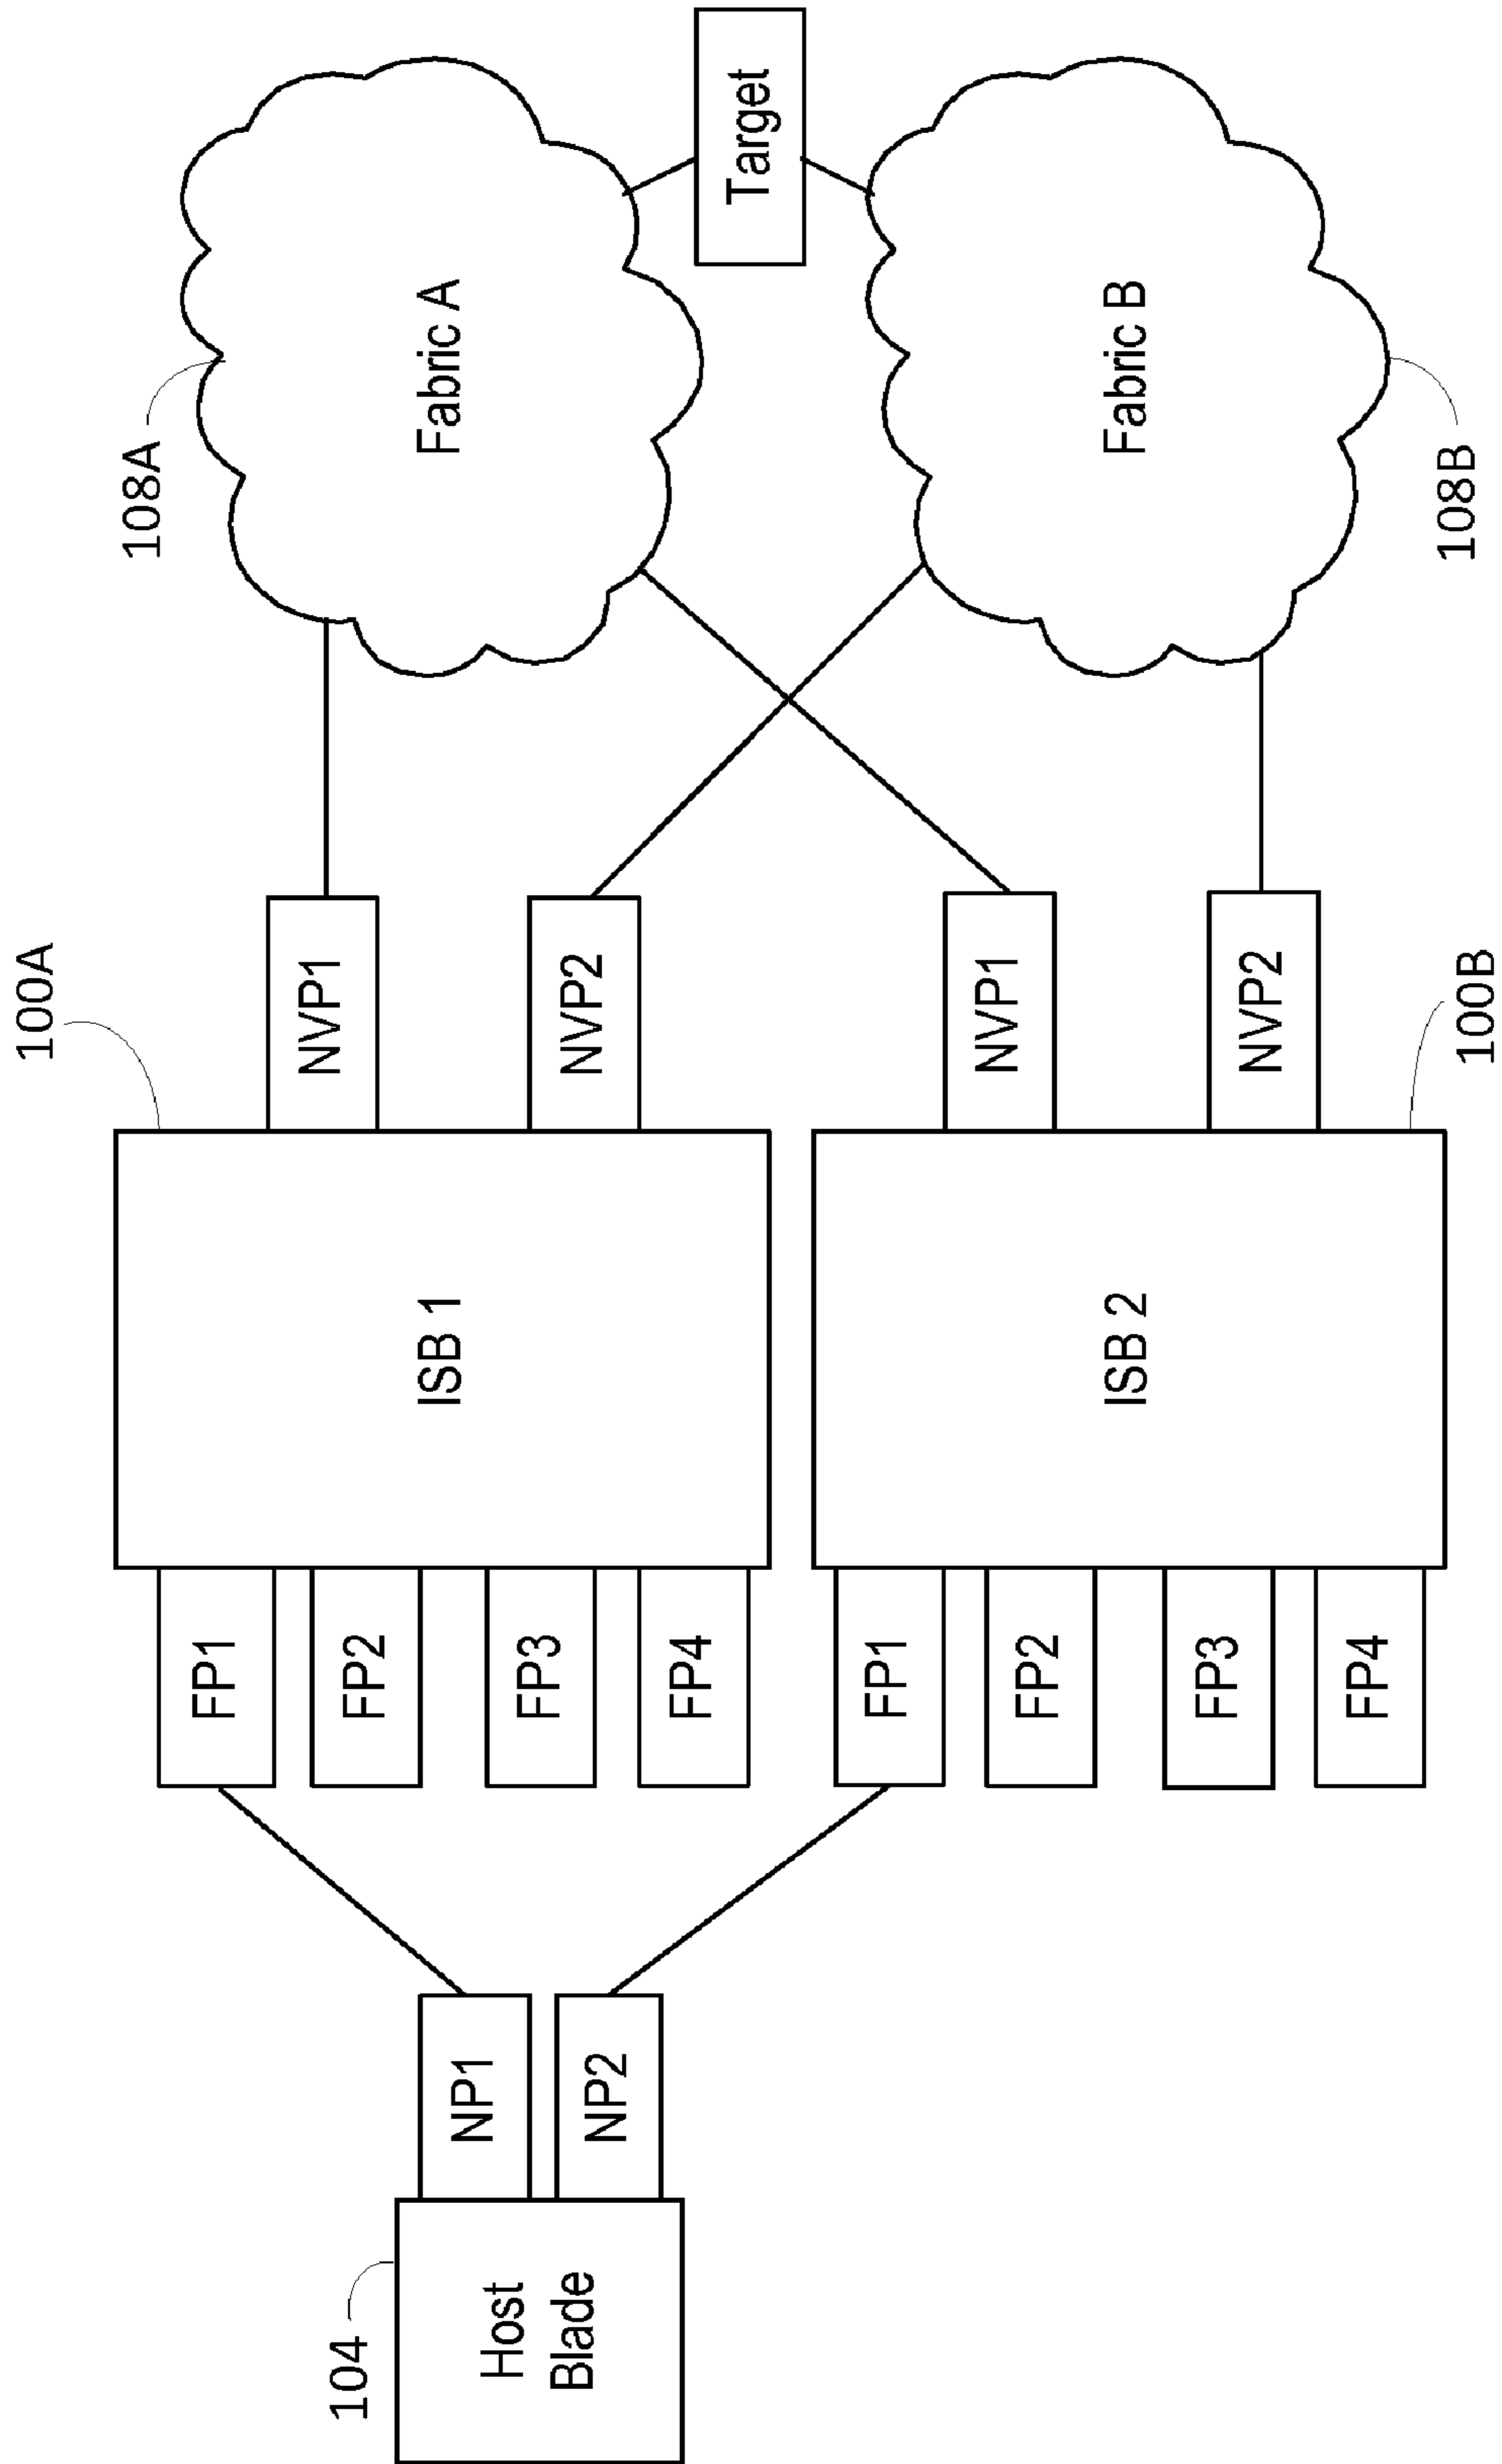 104
Host
Blade
NP1
NP2
FP1
FP2
FP3
FP4
FP1
FP2
FP3
FP4
100A
ISB 1
ISB 2
100B
NVP1
NVP2
NVP1
NVP2
108A
Fabric A
Fabric B
108B
Target